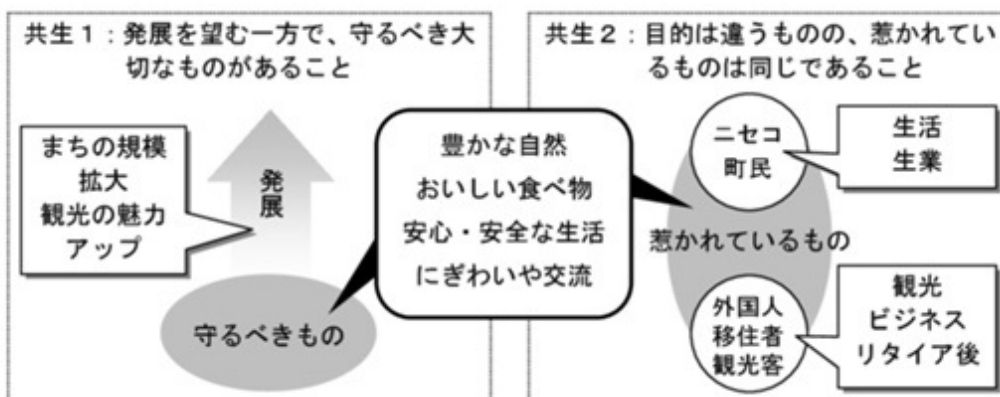 共生1：発展を望む一方で、守るべき大
切なものがあること
まちの規模
拡大
観光の魅力
アップ
発展
守るべきもの
豊かな自然
おいしい食べ物
安心・安全な生活
にぎわいや交流
共生2：目的は違うものの、惹かれてい
るものは同じであること
ニセコ
町民
生活
生業
惹かれているもの
外国人
移住者
観光客
観光
ビジネス
リタイア後